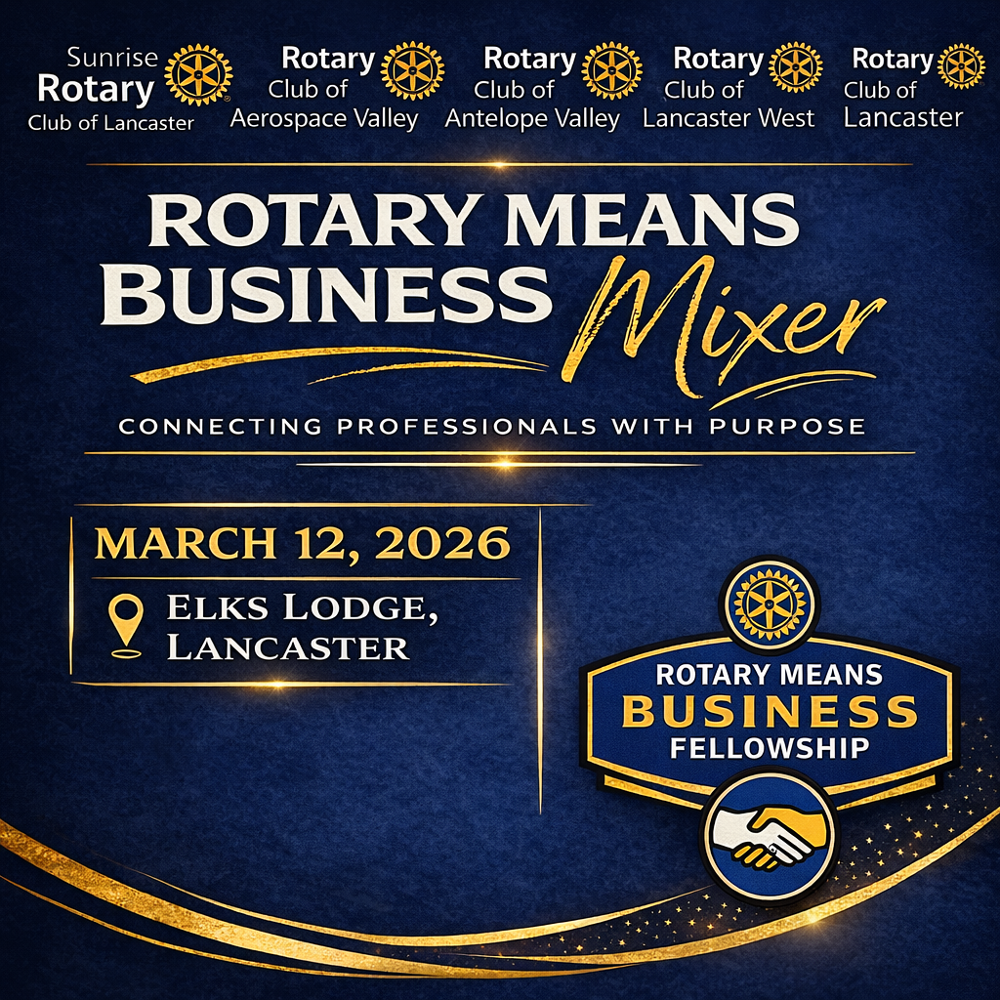 Sunrise
Rotary
Club of Lancaster
Rotary
Club of
Aerospace Valley
Rotary
Club of
Antelope Valley
Rotary
Club of
Lancaster West
Rotary
Club of
Lancaster
ROTARY MEANS
BUSINESS Mixer
CONNECTING PROFESSIONALS WITH PURPOSE
MARCH 12, 2026
ELKS LODGE,
LANCASTER
ROTARY MEANS
BUSINESS
FELLOWSHIP